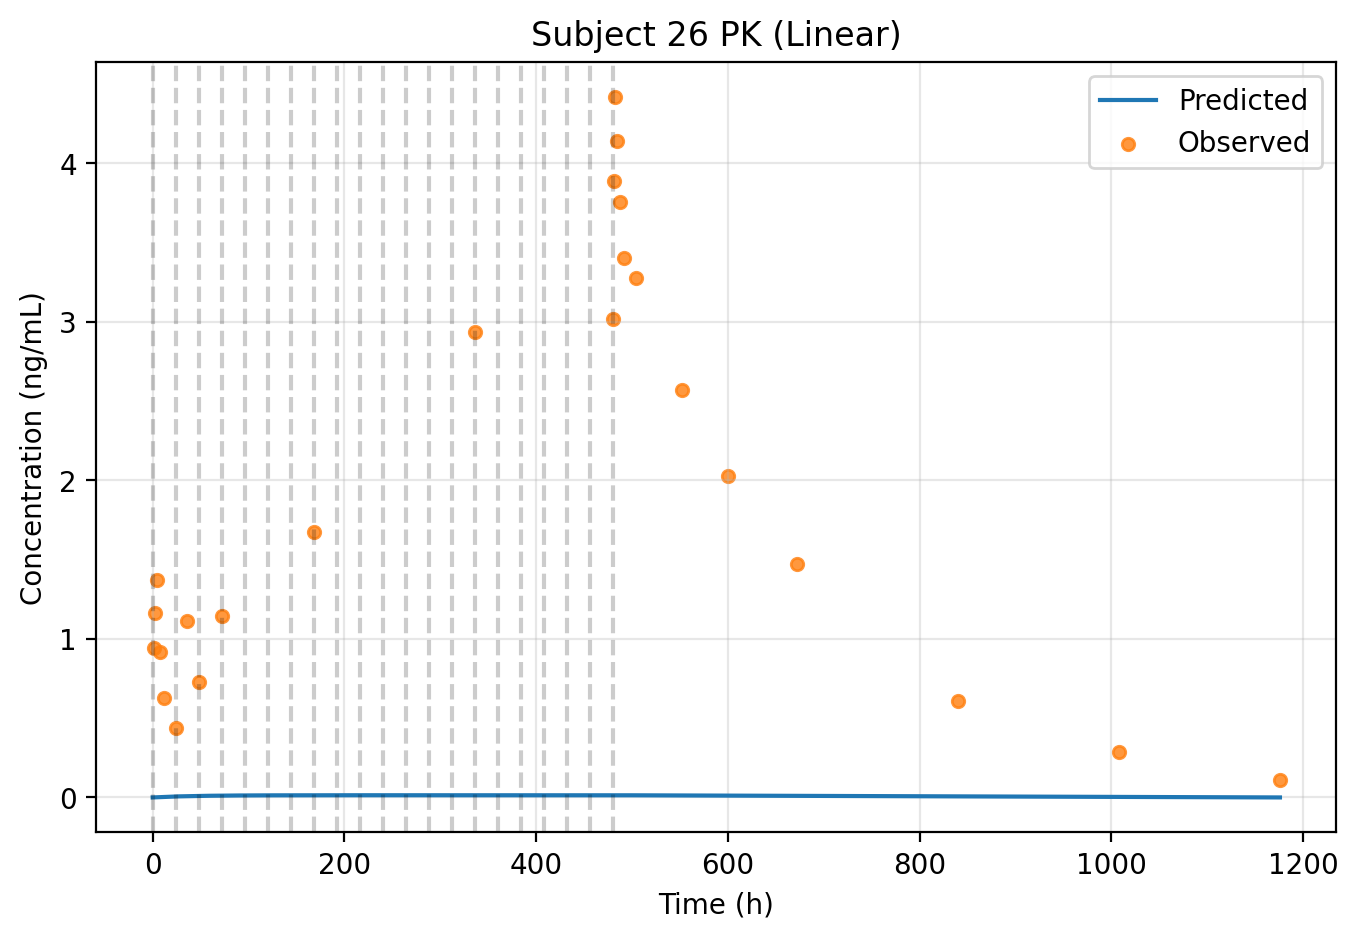 Subject 26 PK (Linear)
Predicted
Observed
Concentration (ng/mL)
4
3
2
1
0
0 200 400 600 800 1000 1200
Time (h)